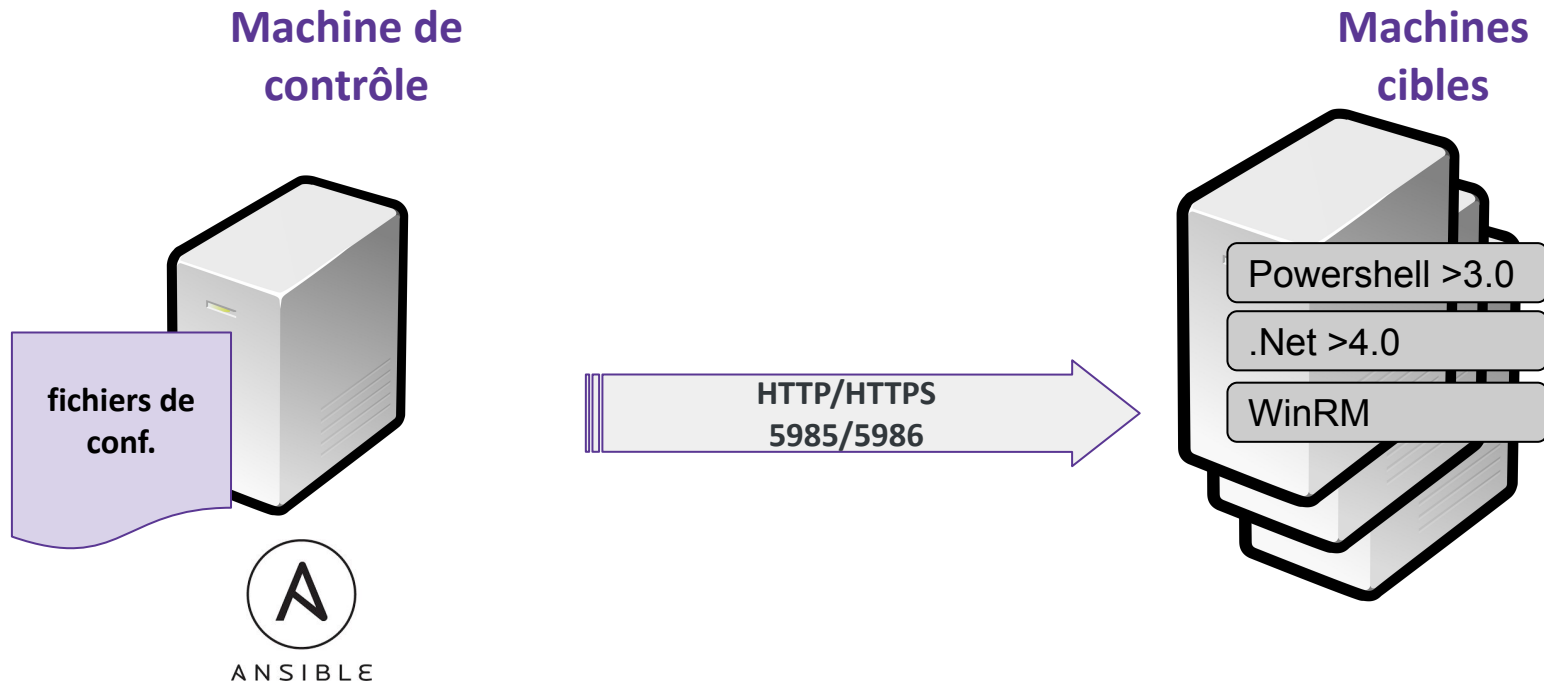 Machine de
contrôle
Machines
cibles
fichiers de
conf.
HTTP/HTTPS
5985/5986
Powershell >3.0
.Net >4.0
WinRM
ANSIBLE